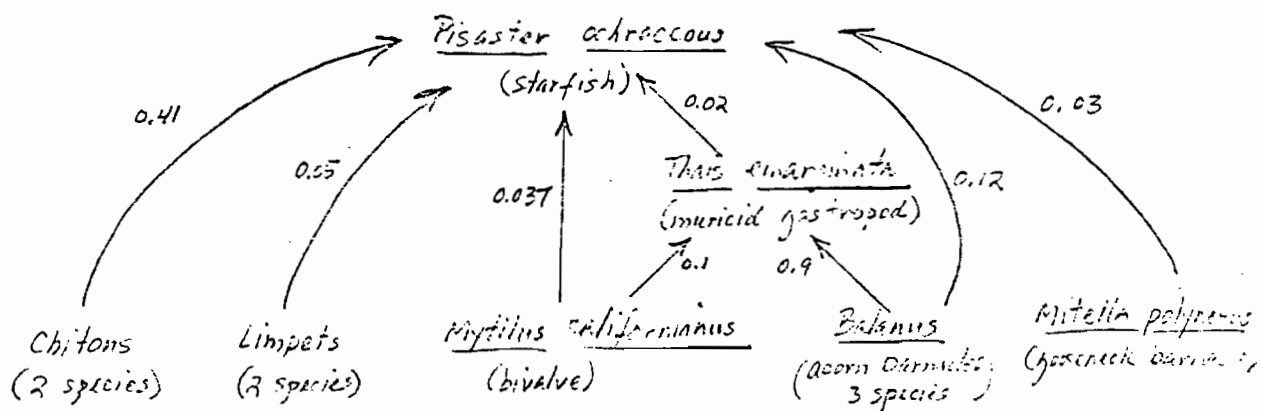 Pisaster ochraceous
(starfish)
0.41
0.05
0.037
0.02
0.03
0.12
Thais emarginata
(muricid gastropod)
0.1
0.9
Chitons
(2 species)
Limpets
(2 species)
Mytilus californianus
(bivalve)
Balanus
(acorn barnacles,
3 species
Mitella polymerus
(gooseneck